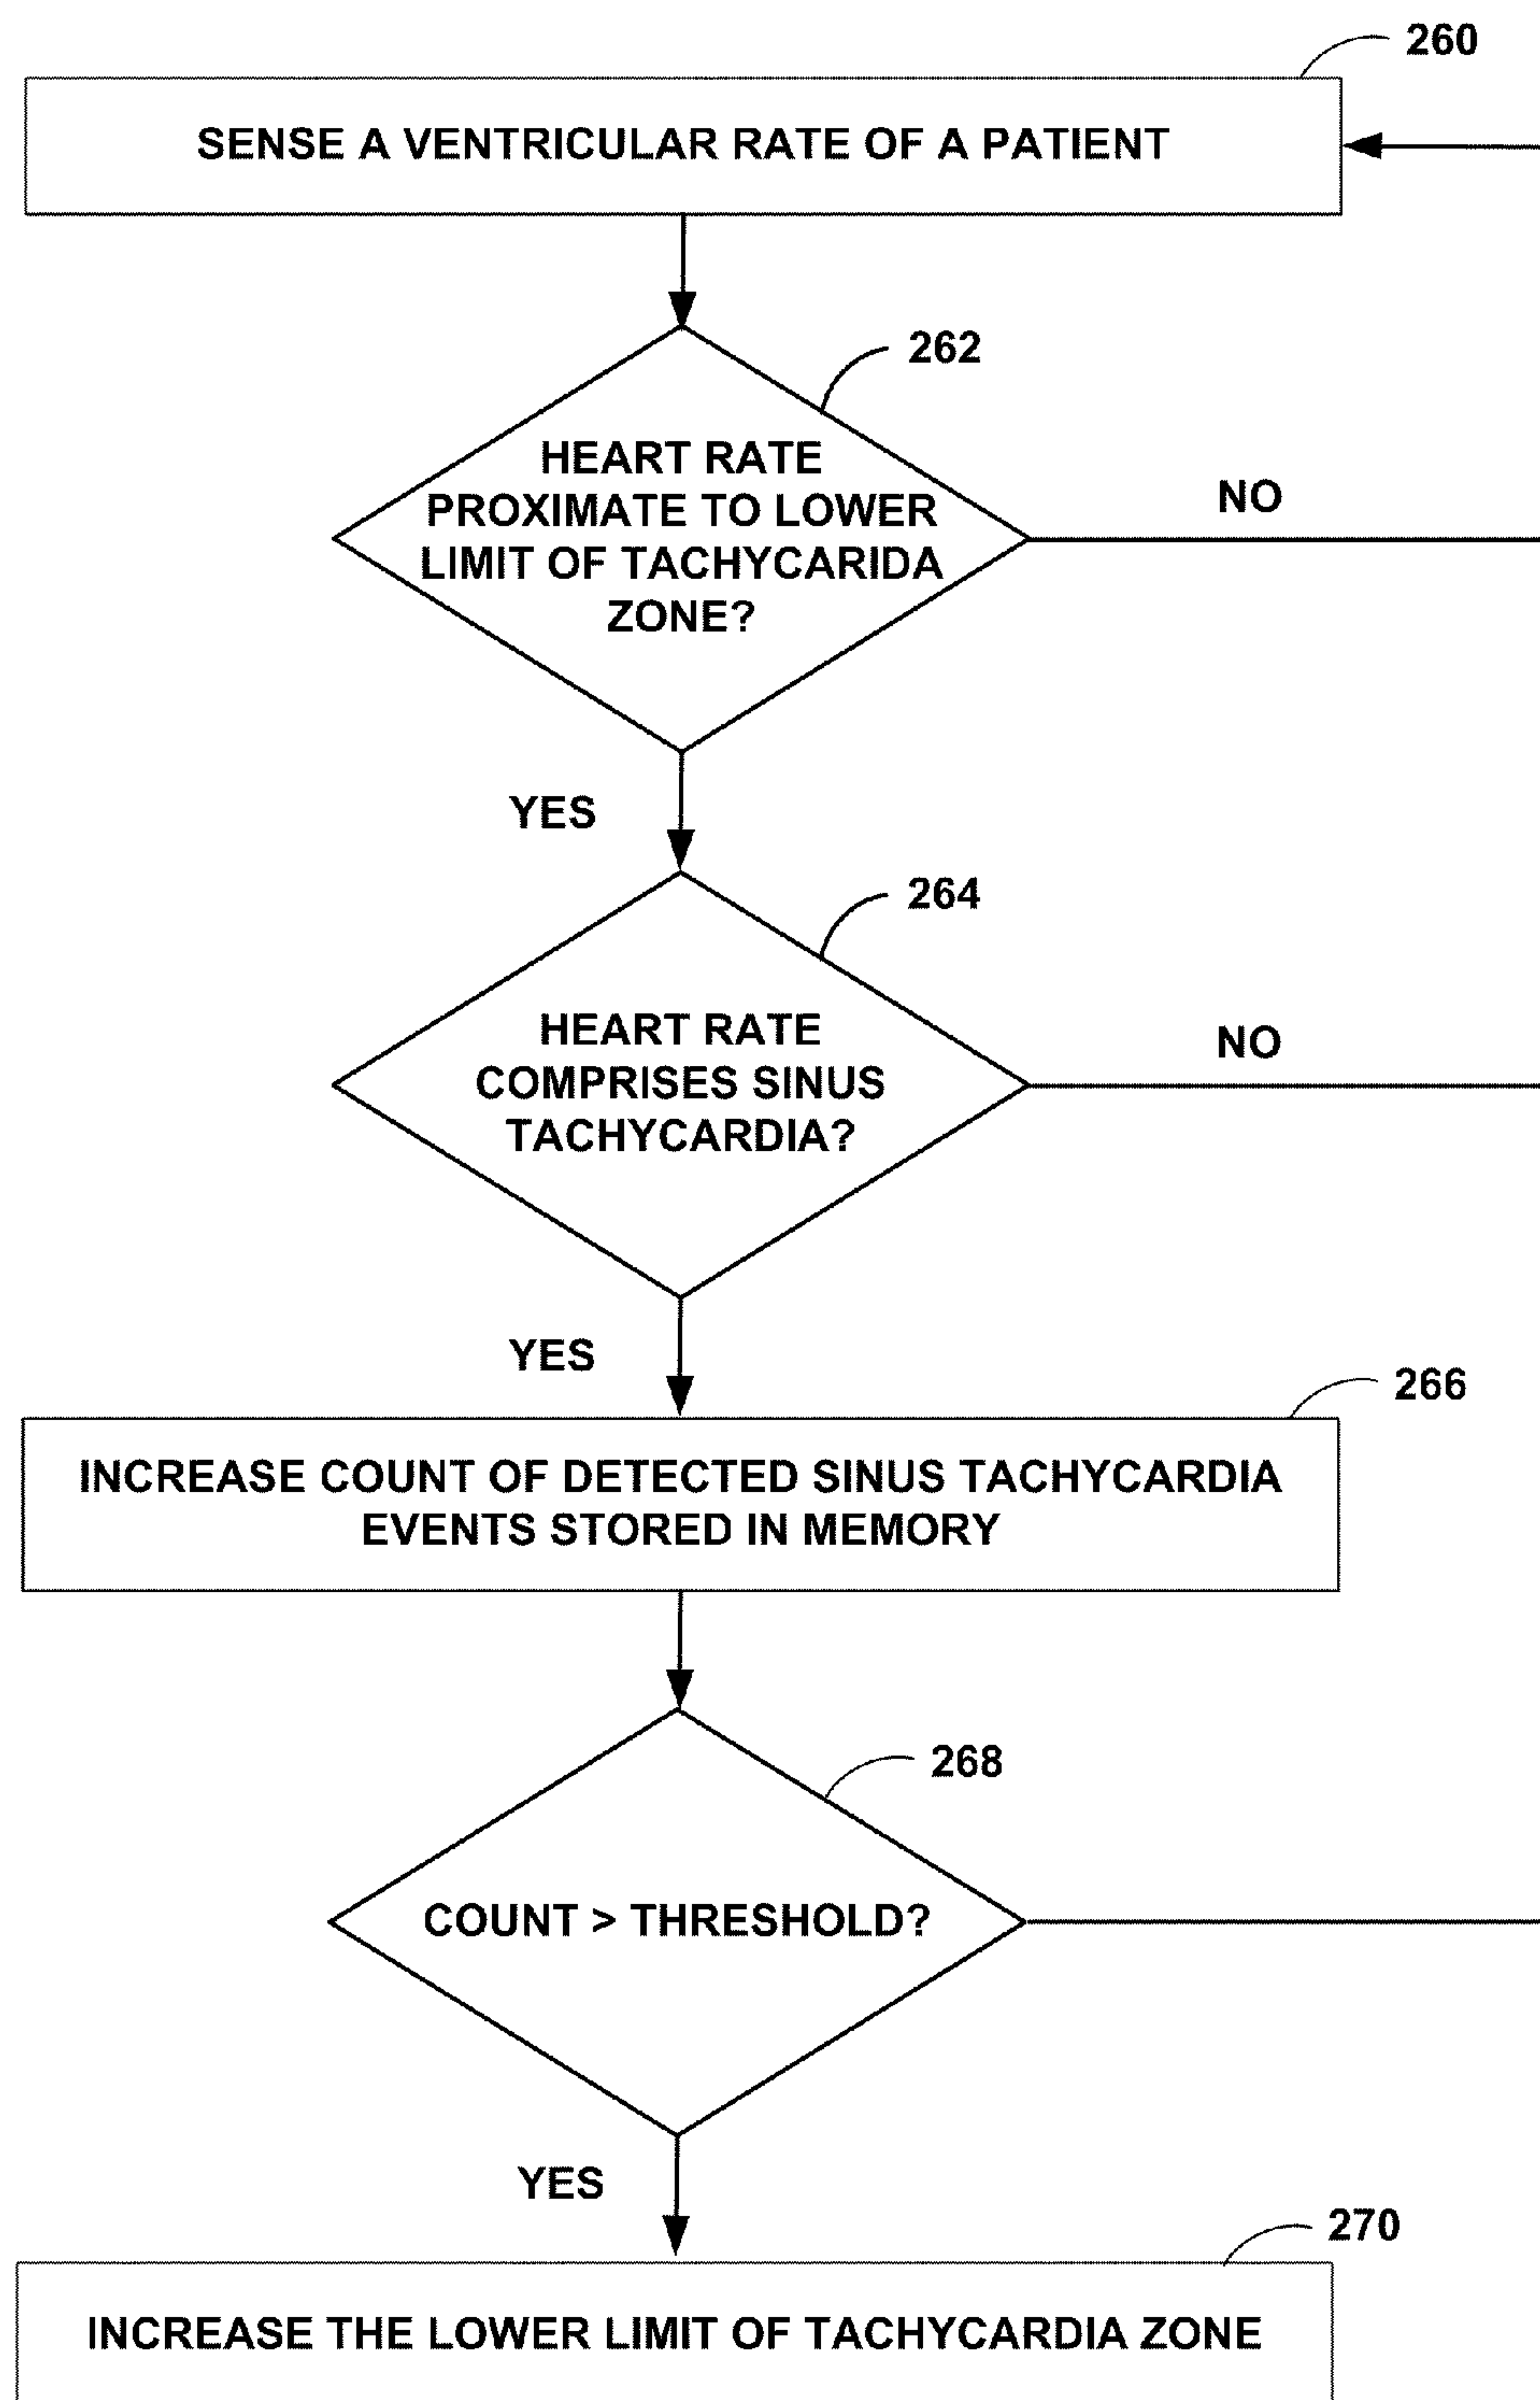 260
SENSE A VENTRICULAR RATE OF A PATIENT
262
HEART RATE
PROXIMATE TO LOWER
LIMIT OF TACHYCARIDA
ZONE?
NO
YES
264
HEART RATE
COMPRISES SINUS
TACHYCARDIA?
NO
YES
266
INCREASE COUNT OF DETECTED SINUS TACHYCARDIA
EVENTS STORED IN MEMORY
268
COUNT > THRESHOLD?
YES
270
INCREASE THE LOWER LIMIT OF TACHYCARDIA ZONE